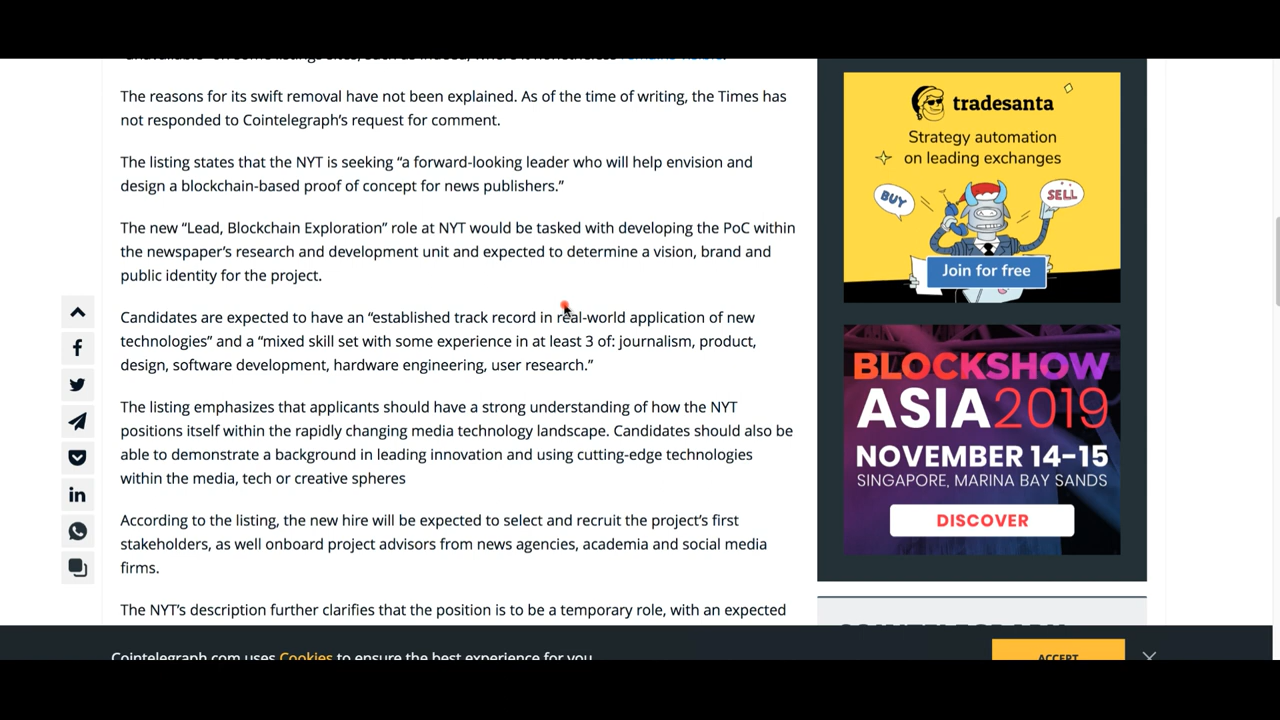 The reasons for its swift removal have not been explained. As of the time of writing, the Times has
not responded to Cointelegraph’s request for comment.
The listing states that the NYT is seeking “a forward-looking leader who will help envision and
design a blockchain-based proof of concept for news publishers.”
The new “Lead, Blockchain Exploration” role at NYT would be tasked with developing the PoC within
the newspaper’s research and development unit and expected to determine a vision, brand and
public identity for the project.
Candidates are expected to have an “established track record in real-world application of new
technologies” and a “mixed skill set with some experience in at least 3 of: journalism, product,
design, software development, hardware engineering, user research.”
The listing emphasizes that applicants should have a strong understanding of how the NYT
positions itself within the rapidly changing media technology landscape. Candidates should also be
able to demonstrate a background in leading innovation and using cutting-edge technologies
within the media, tech or creative spheres
According to the listing, the new hire will be expected to select and recruit the project’s first
stakeholders, as well onboard project advisors from news agencies, academia and social media
firms.
The NYT’s description further clarifies that the position is to be a temporary role, with an expected
tradesanta
Strategy automation
on leading exchanges
BUY
SELL
Join for free
BLOCKSHOW
ASIA2019
NOVEMBER 14-15
SINGAPORE, MARINA BAY SANDS
DISCOVER
Cointelegraph.com uses Cookies to ensure the best experience for you
ACCEPT